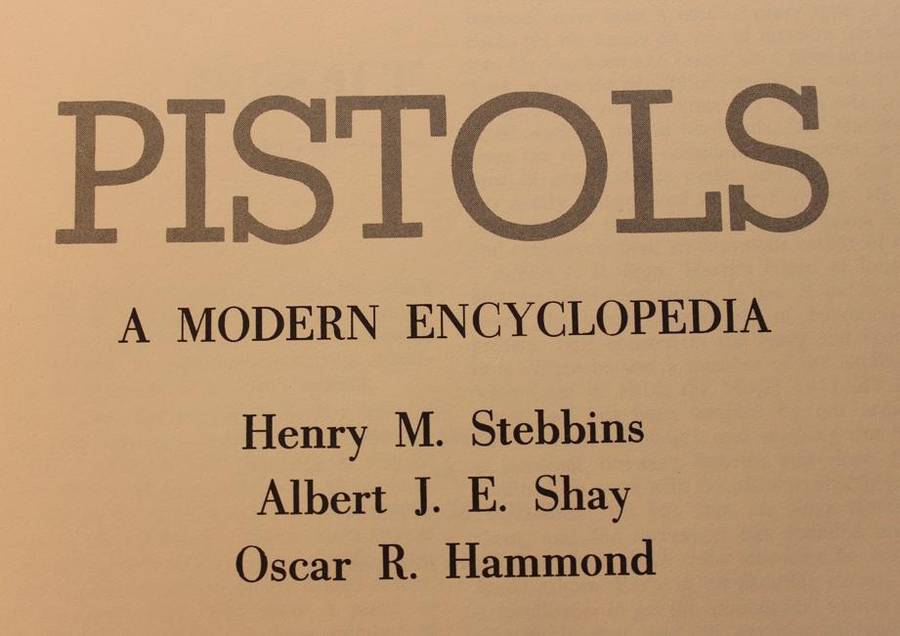 PISTOLS
A MODERN ENCYCLOPEDIA
Henry M. Stebbins
Albert J. E. Shay
Oscar R. Hammond